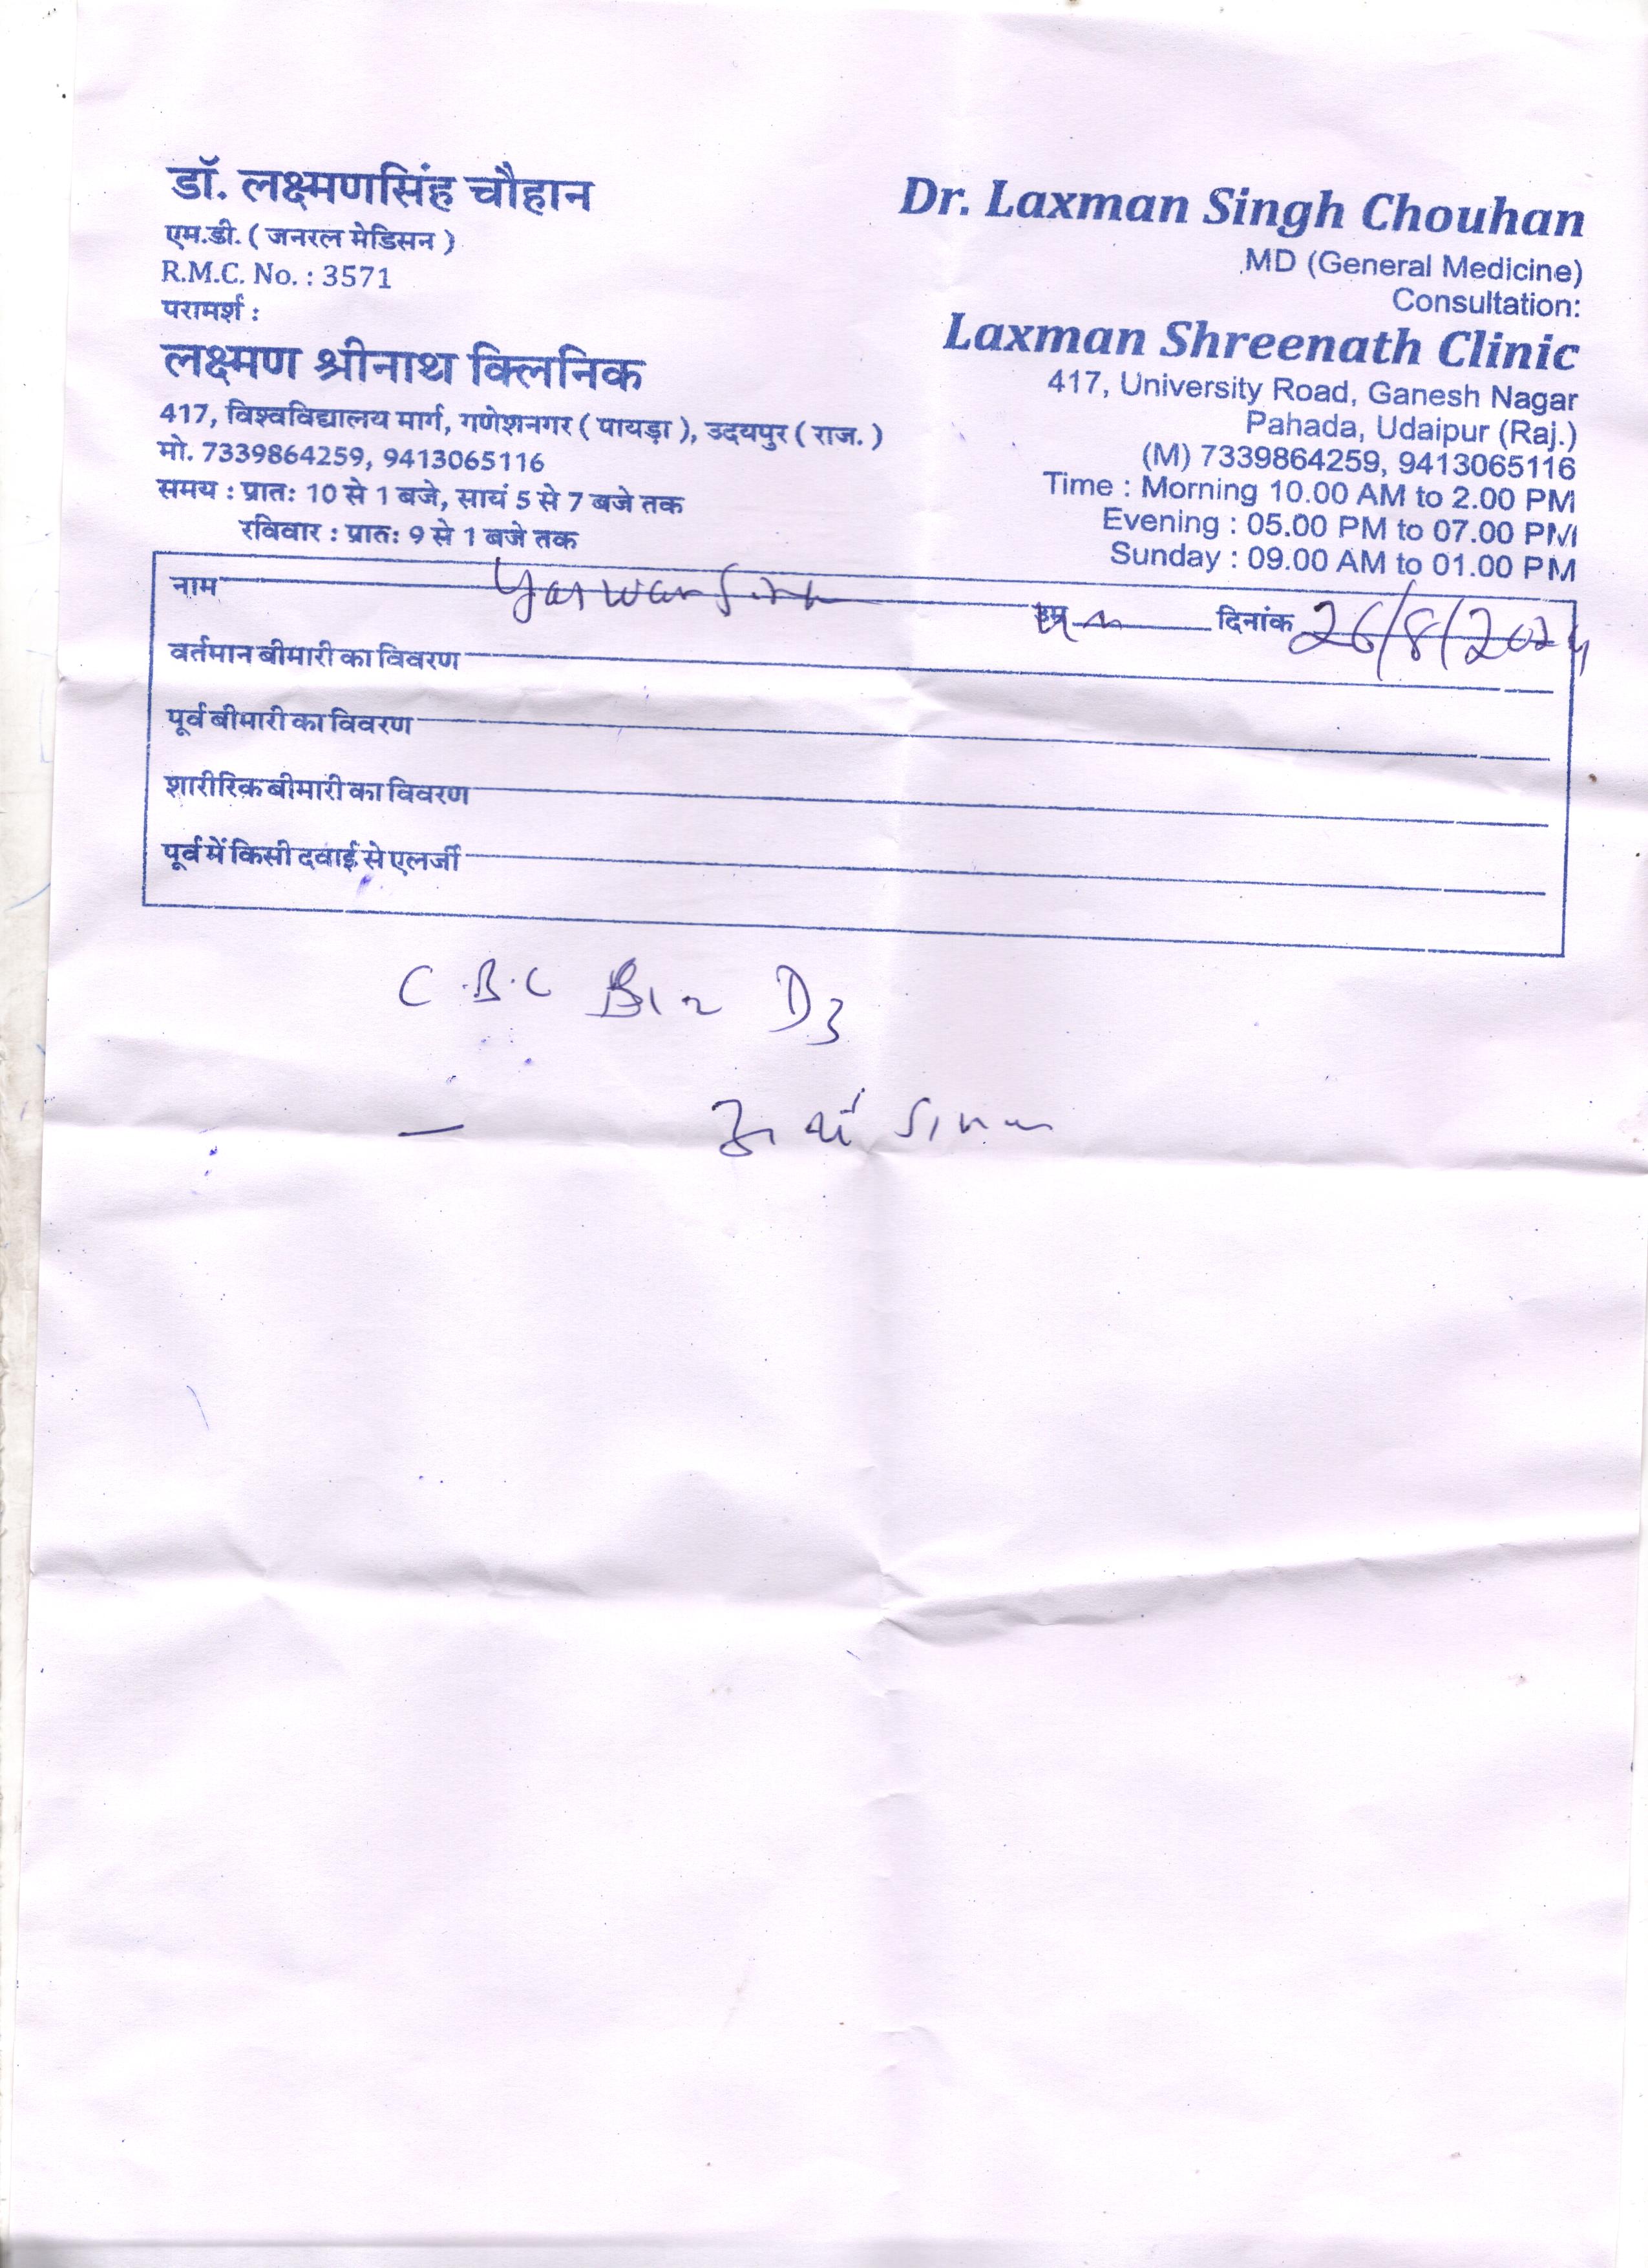 डॉ. लक्ष्मणसिंह चौहान
एम.डी. ( जनरल मेडिसन )
R.M.C. No. : 3571
परामर्श :
लक्ष्मण श्रीनाथ क्लिनिक
417, विश्वविद्यालय मार्ग, गणेशनगर ( पायड़ा ), उदयपुर ( राज. )
मो. 7339864259, 9413065116
समय : प्रातः 10 से 1 बजे, सायं 5 से 7 बजे तक
रविवार : प्रातः 9 से 1 बजे तक
Dr. Laxman Singh Chouhan
MD (General Medicine)
Consultation:
Laxman Shreenath Clinic
417, University Road, Ganesh Nagar
Pahada, Udaipur (Raj.)
(M) 7339864259, 9413065116
Time : Morning 10.00 AM to 2.00 PM
Evening : 05.00 PM to 07.00 PM
Sunday : 09.00 AM to 01.00 PM
नाम उम्र दिनांक 26/8/2024
वर्तमान बीमारी का विवरण
पूर्व बीमारी का विवरण
शारीरिक बीमारी का विवरण
पूर्व में किसी दवाई से एलर्जी
C.B.C B12 D3